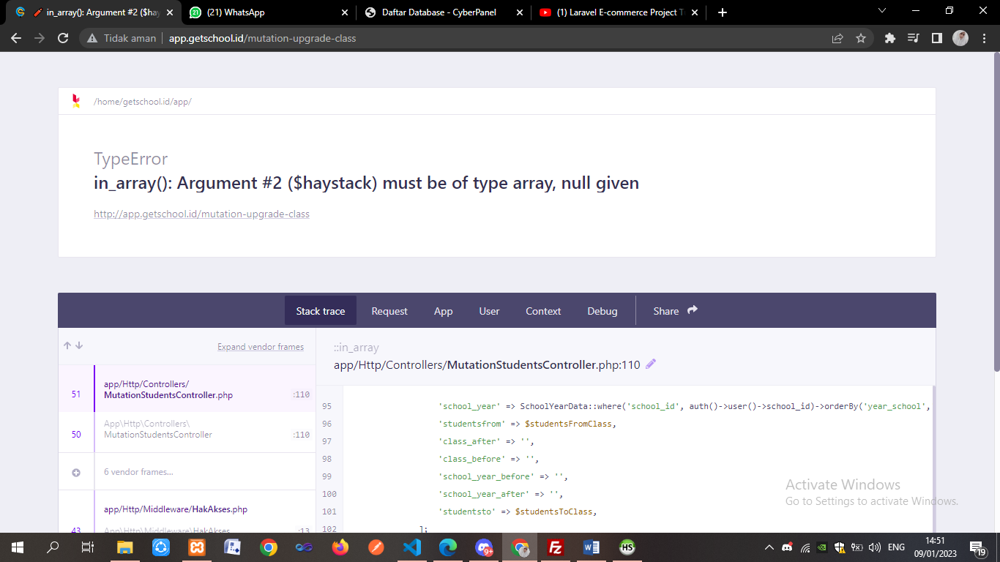 in_array(): Argument #2 ($hay
(21) WhatsApp
Daftar Database - CyberPanel
(1) Laravel E-commerce Project T
Tidak aman
app.getschool.id/mutation-upgrade-class
/home/getschool.id/app/
TypeError
in_array(): Argument #2 ($haystack) must be of type array, null given
http://app.getschool.id/mutation-upgrade-class
Stack trace
Request
App
User
Context
Debug
Share
Expand vendor frames
51
app/Http/Controllers/
MutationStudentsController.php
:110
50
App\Http\Controllers\
MutationStudentsController
:110
6 vendor frames...
43
app/Http/Middleware/HakAkses.php
App\Http\Middleware\HakAkses
:13
::in_array
app/Http/Controllers/MutationStudentsController.php:110
95 'school_year' => SchoolYearData::where('school_id', auth()->user()->school_id)->orderBy('year_school',
96 'studentsfrom' => $studentsFromClass,
97 'class_after' => '',
98 'class_before' => '',
99 'school_year_before' => '',
100 'school_year_after' => '',
101 'studentsto' => $studentsToClass,
102 ];
Activate Windows
Go to Settings to activate Windows.
21
9+
HS
ENG
14:51
09/01/2023
19